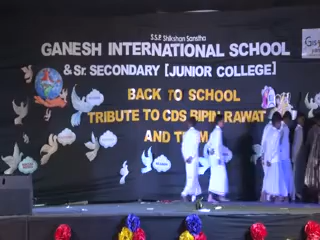 S.S.P. Shikshan Sanstha
GANESH INTERNATIONAL SCHOOL
& Sr. SECONDARY [JUNIOR COLLEGE]
BACK TO SCHOOL
TRIBUTE TO CDS BIPIN RAWAT
AND TEAM